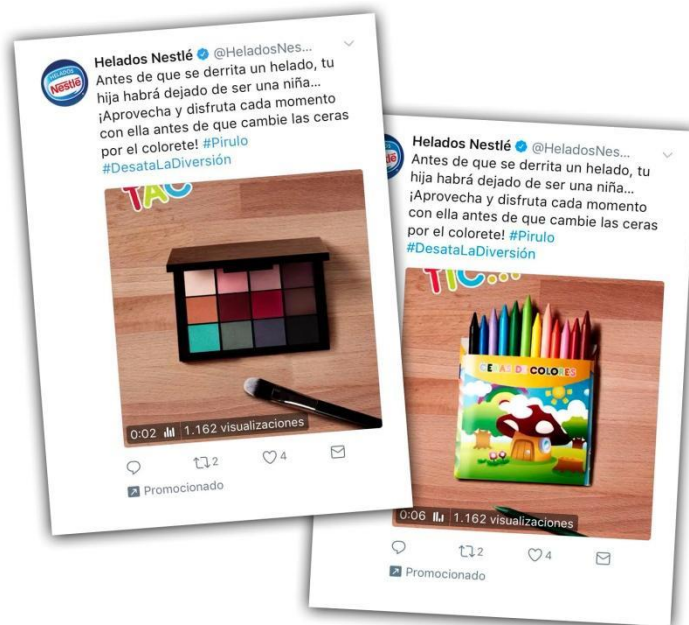 Helados Nestlé @HeladosNes...
Antes de que se derrita un helado, tu
hija habrá dejado de ser una niña...
¡Aprovecha y disfruta cada momento
con ella antes de que cambie las ceras
por el colorete! #Pirulo
#DesataLaDiversión
HELADOS
Nestlé
TAC
0:02 1.162 visualizaciones
2 4
Promocionado
Helados Nestlé @HeladosNes...
Antes de que se derrita un helado, tu
hija habrá dejado de ser una niña...
¡Aprovecha y disfruta cada momento
con ella antes de que cambie las ceras
por el colorete! #Pirulo
#DesataLaDiversión
TIC...
CERAS DE COLORES
0:06 1.162 visualizaciones
2 4
Promocionado